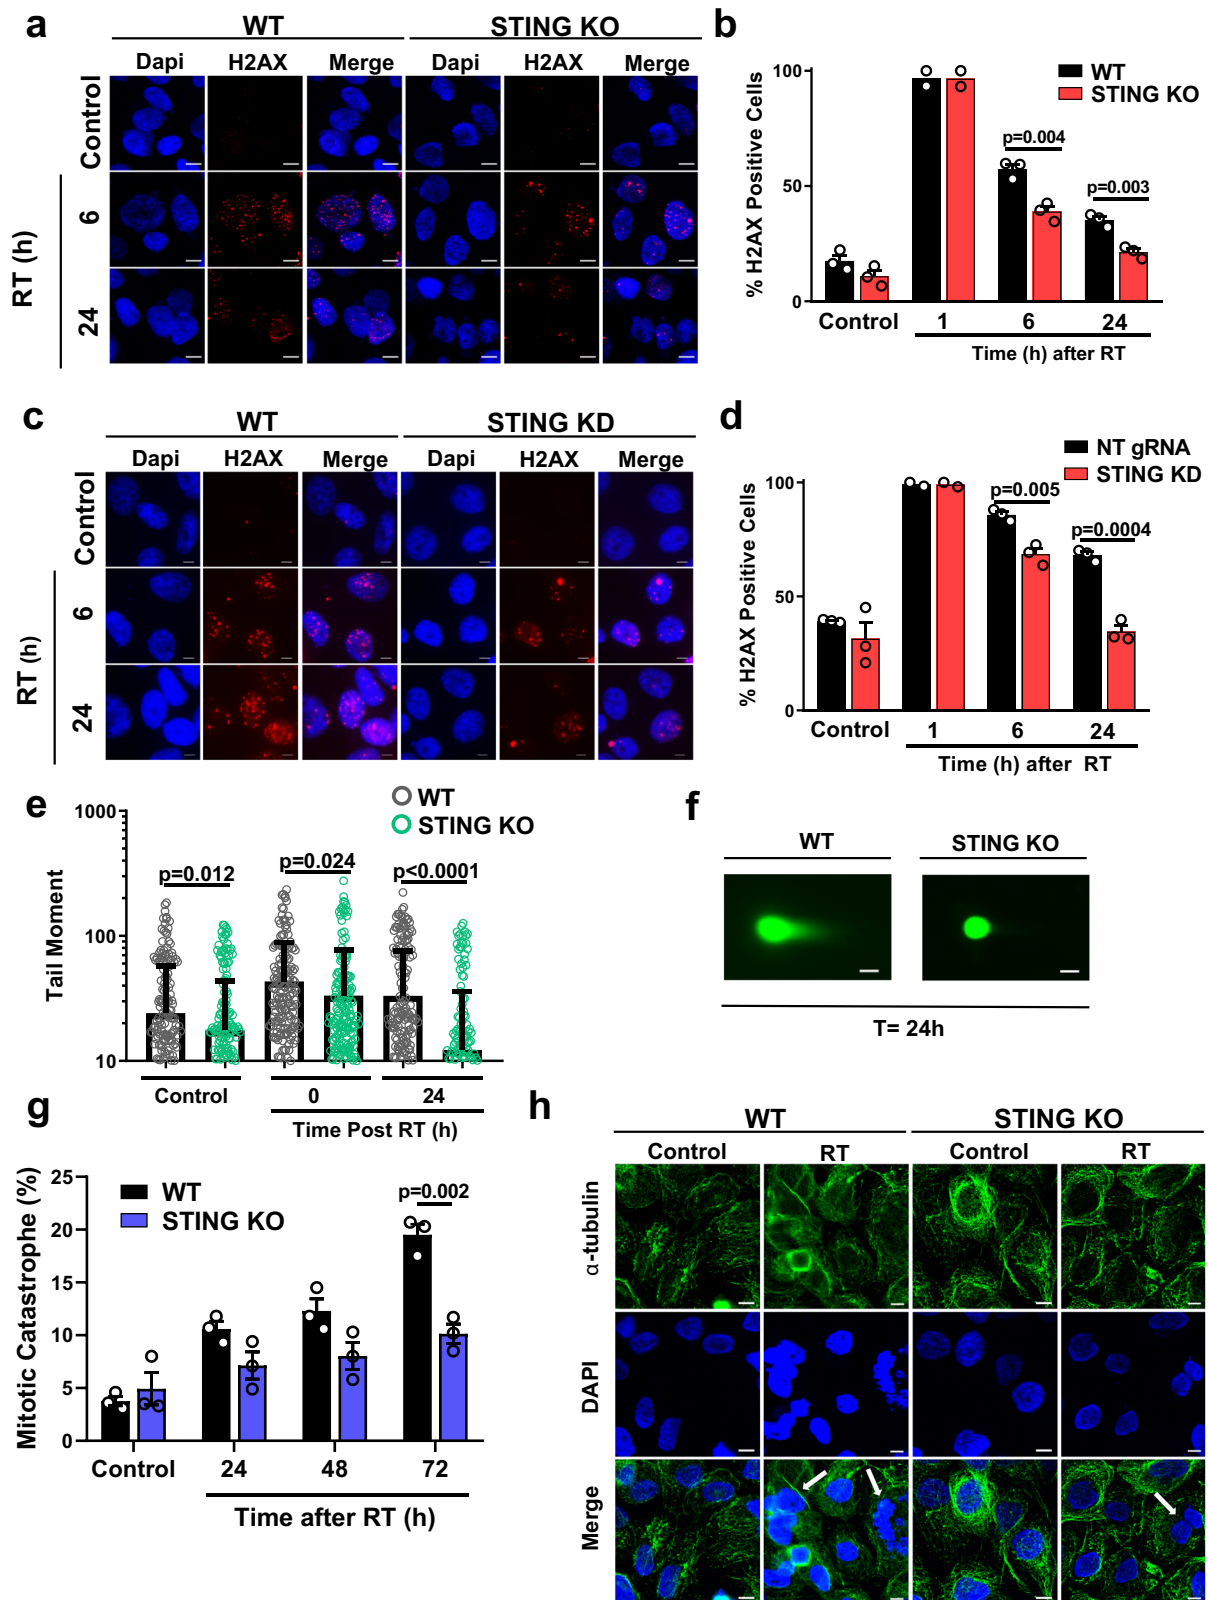 a
WT
STING KO
Dapi H2AX Merge Dapi H2AX Merge
Control
6
24
RT (h)
b
100
50
0
% H2AX Positive Cells
WT
STING KO
p=0.004
p=0.003
Control 1 6 24
Time (h) after RT
c
WT
STING KD
Dapi H2AX Merge Dapi H2AX Merge
Control
6
24
RT (h)
d
100
50
0
% H2AX Positive Cells
NT gRNA
STING KD
p=0.005
p=0.0004
Control 1 6 24
Time (h) after RT
e
1000
100
10
Tail Moment
WT
STING KO
p=0.012
p=0.024
p<0.0001
Control 0 24
Time Post RT (h)
f
WT STING KO
T= 24h
g
25
20
15
10
5
0
Mitotic Catastrophe (%)
WT
STING KO
p=0.002
Control 24 48 72
Time after RT (h)
h
WT STING KO
Control RT Control RT
α-tubulin
DAPI
Merge